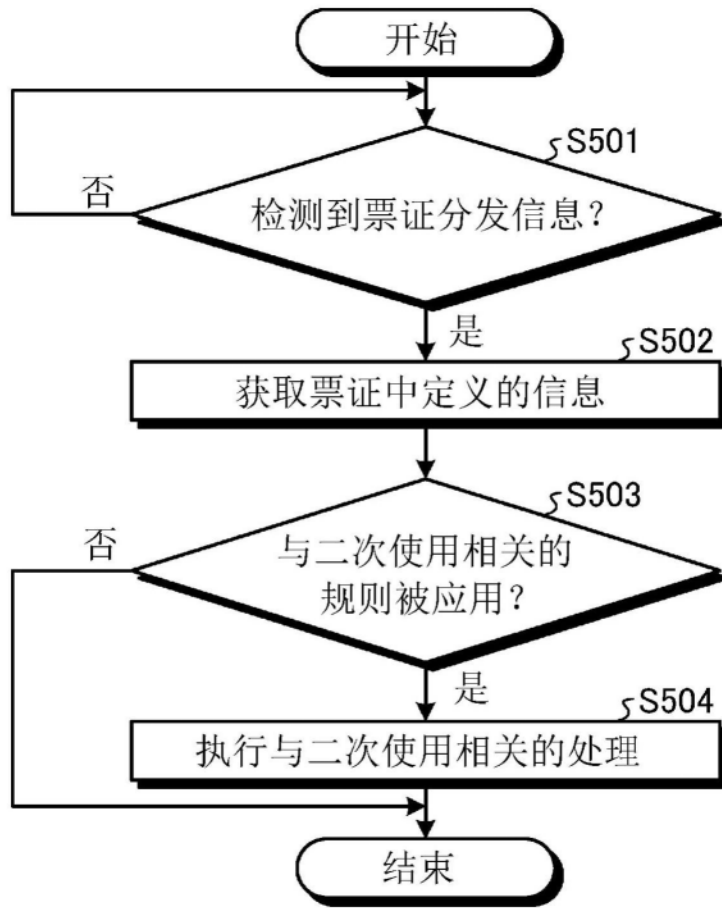 开始
S501
否
检测到票证分发信息？
是
S502
获取票证中定义的信息
S503
否
与二次使用相关的
规则被应用？
是
S504
执行与二次使用相关的处理
结束